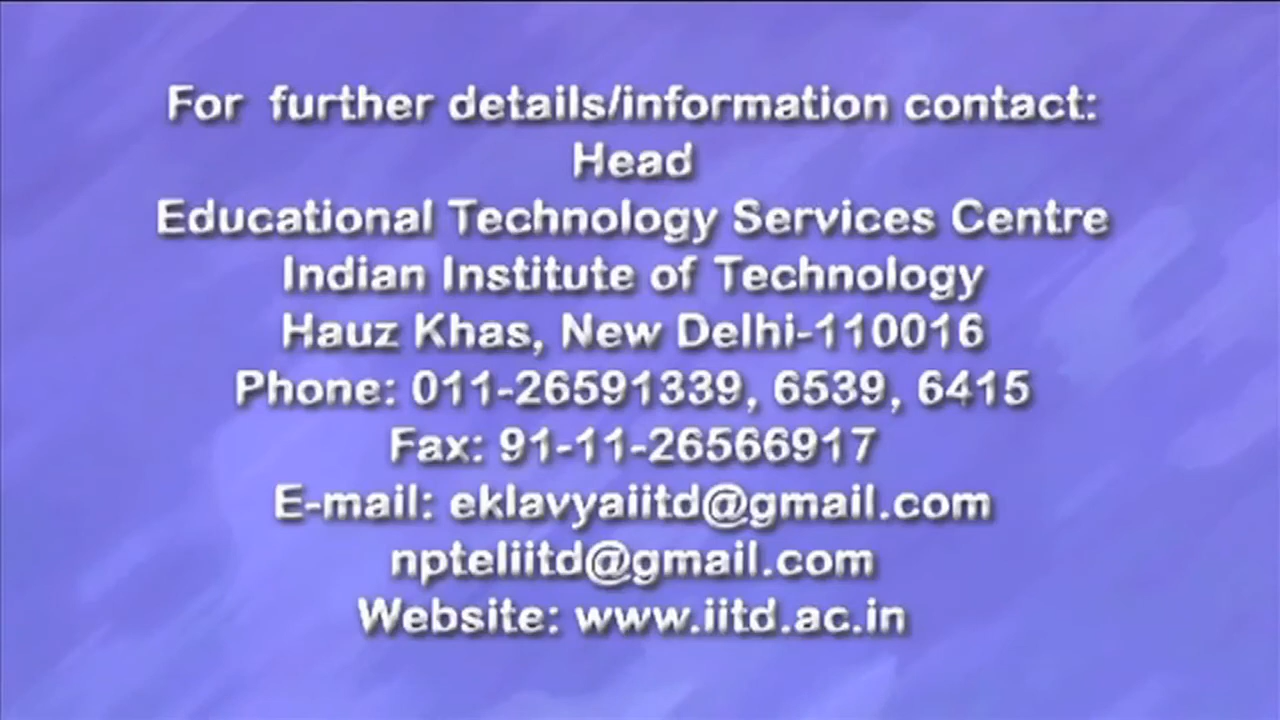 For further details/information contact:
Head
Educational Technology Services Centre
Indian Institute of Technology
Hauz Khas, New Delhi-110016
Phone: 011-26591339, 6539, 6415
Fax: 91-11-26566917
E-mail: eklavyaiitd@gmail.com
npteliitd@gmail.com
Website: www.iitd.ac.in